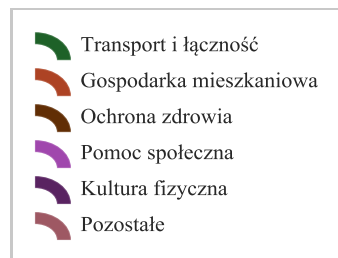 Transport i łączność
Gospodarka mieszkaniowa
Ochrona zdrowia
Pomoc społeczna
Kultura fizyczna
Pozostałe